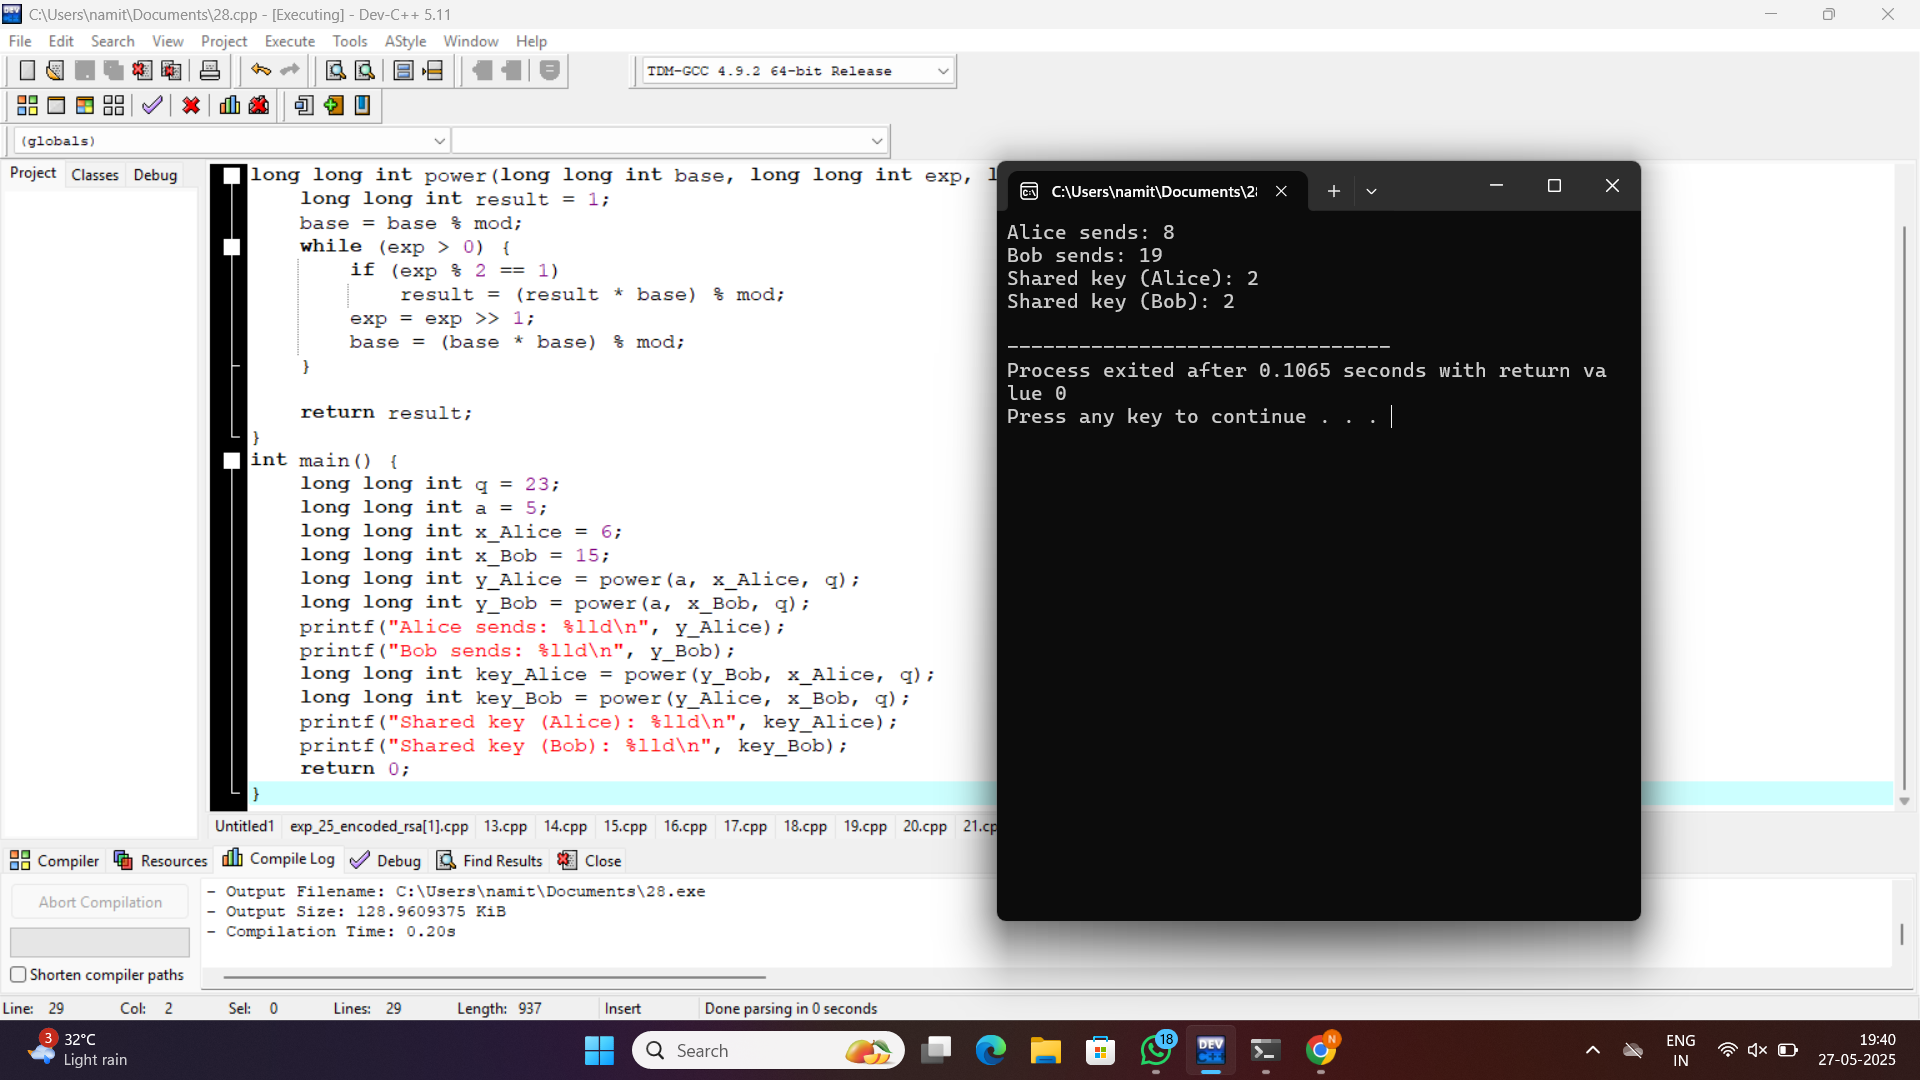 C:\Users\namit\Documents\28.cpp - [Executing] - Dev-C++ 5.11
File Edit Search View Project Execute Tools AStyle Window Help
TDM-GCC 4.9.2 64-bit Release
(globals)
Project Classes Debug
long long int power(long long int base, long long int exp, l
long long int result = 1;
base = base % mod;
while (exp > 0) {
if (exp % 2 == 1)
result = (result * base) % mod;
exp = exp >> 1;
base = (base * base) % mod;
}
return result;
}
int main() {
long long int q = 23;
long long int a = 5;
long long int x_Alice = 6;
long long int x_Bob = 15;
long long int y_Alice = power(a, x_Alice, q);
long long int y_Bob = power(a, x_Bob, q);
printf("Alice sends: %lld\n", y_Alice);
printf("Bob sends: %lld\n", y_Bob);
long long int key_Alice = power(y_Bob, x_Alice, q);
long long int key_Bob = power(y_Alice, x_Bob, q);
printf("Shared key (Alice): %lld\n", key_Alice);
printf("Shared key (Bob): %lld\n", key_Bob);
return 0;
}
C:\Users\namit\Documents\28
Alice sends: 8
Bob sends: 19
Shared key (Alice): 2
Shared key (Bob): 2
--------------------------------
Process exited after 0.1065 seconds with return va
lue 0
Press any key to continue . . .
Untitled1 exp_25_encoded_rsa[1].cpp 13.cpp 14.cpp 15.cpp 16.cpp 17.cpp 18.cpp 19.cpp 20.cpp 21.cp
Compiler Resources Compile Log Debug Find Results Close
Abort Compilation
Shorten compiler paths
- Output Filename: C:\Users\namit\Documents\28.exe
- Output Size: 128.9609375 KiB
- Compilation Time: 0.20s
Line: 29 Col: 2 Sel: 0 Lines: 29 Length: 937 Insert Done parsing in 0 seconds
3
32°C
Light rain
Search
18
DEV
N
ENG
IN
19:40
27-05-2025